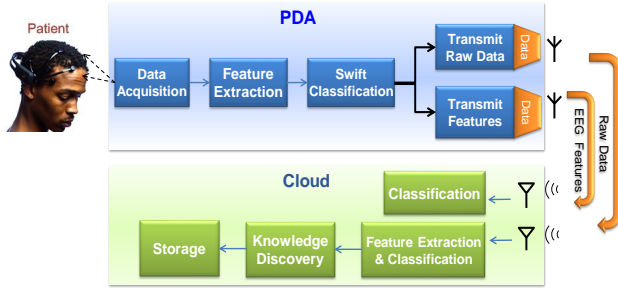 Patient
PDA
Data
Acquisition
Feature
Extraction
Swift
Classification
Transmit
Raw Data
Data
Transmit
Features
Data
Raw Data
EEG Features
Cloud
Classification
Storage
Knowledge
Discovery
Feature Extraction
& Classification